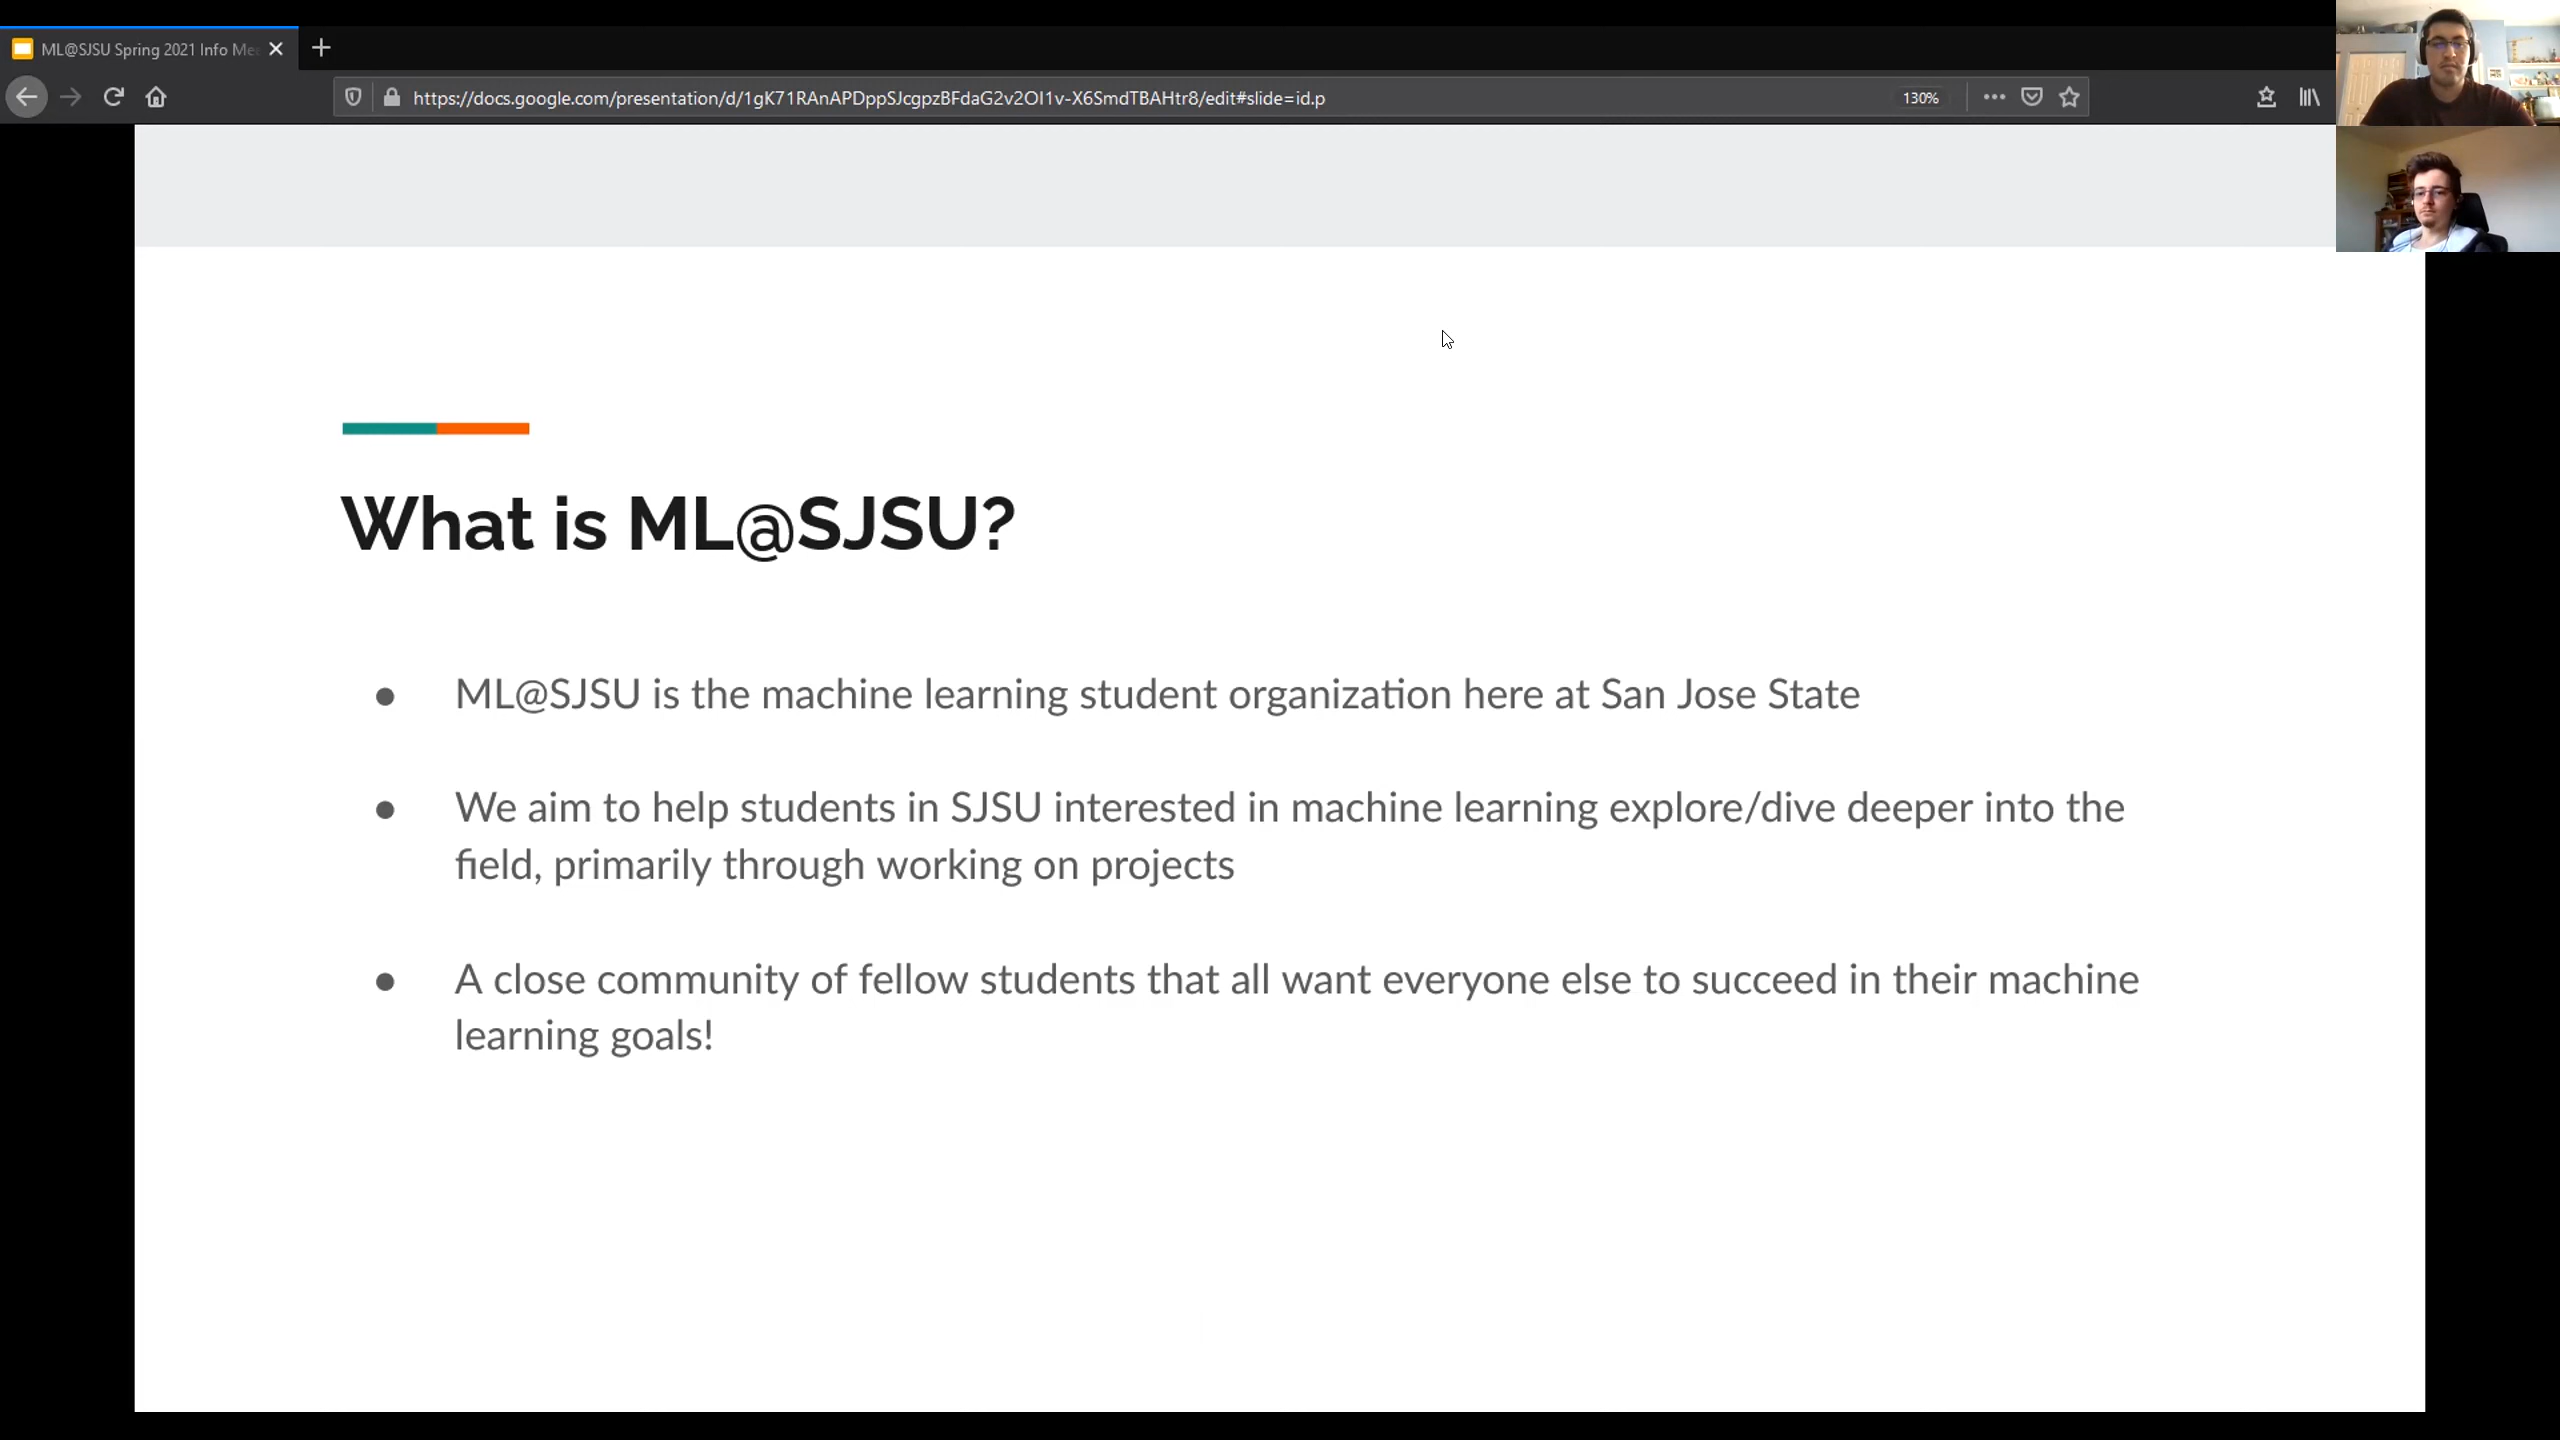 ML@SJSU Spring 2021 Info Me
https://docs.google.com/presentation/d/1gK71RAnAPDppSJcgpzBFdaG2v2OI1v-X6SmdTBAHtr8/edit#slide=id.p
130%
What is ML@SJSU?
● ML@SJSU is the machine learning student organization here at San Jose State
● We aim to help students in SJSU interested in machine learning explore/dive deeper into the
field, primarily through working on projects
● A close community of fellow students that all want everyone else to succeed in their machine
learning goals!